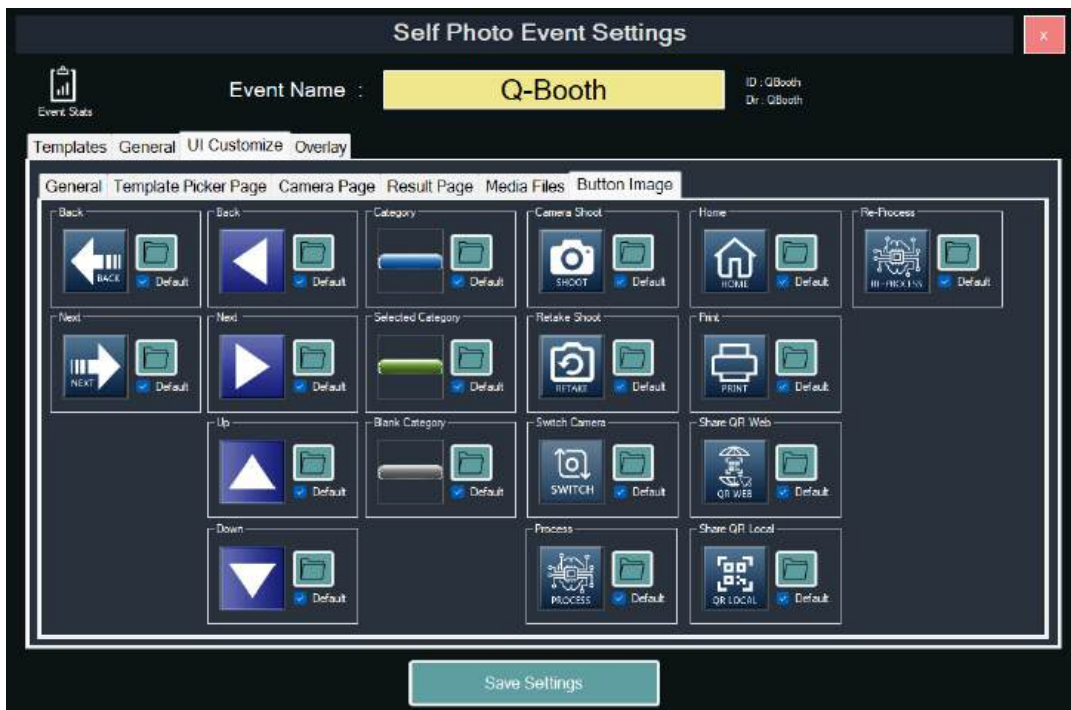 Self Photo Event Settings
x
Event Stats
Event Name :
Q-Booth
ID : QBooth
Dir : QBooth
Templates General UI Customize Overlay
General Template Picker Page Camera Page Result Page Media Files Button Image
Back Back Category Camera Shoot Home Re-Process
BACK Default Default Default SHOOT Default HOME Default RE-PROCESS Default
Next Next Selected Category Retake Shoot Print
NEXT Default Default Default RETAKE Default PRINT Default
Up Blank Category Switch Camera Share QR Web
Default Default SWITCH Default QR WEB Default
Down Process Share QR Local
Default PROCESS Default QR LOCAL Default
Save Settings